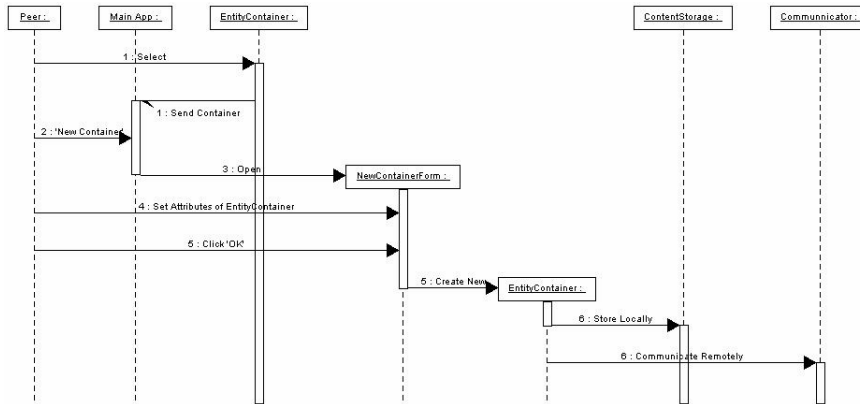 Peer :
Main App :
EntityContainer :
ContentStorage :
Communnicator :
1 : Select
1 : Send Container
2 : 'New Container'
3 : Open
NewContainerForm :
4 : Set Attributes of EntityContainer
5 : Click 'OK'
5 : Create New
EntityContainer :
6 : Store Locally
6 : Communicate Remotely